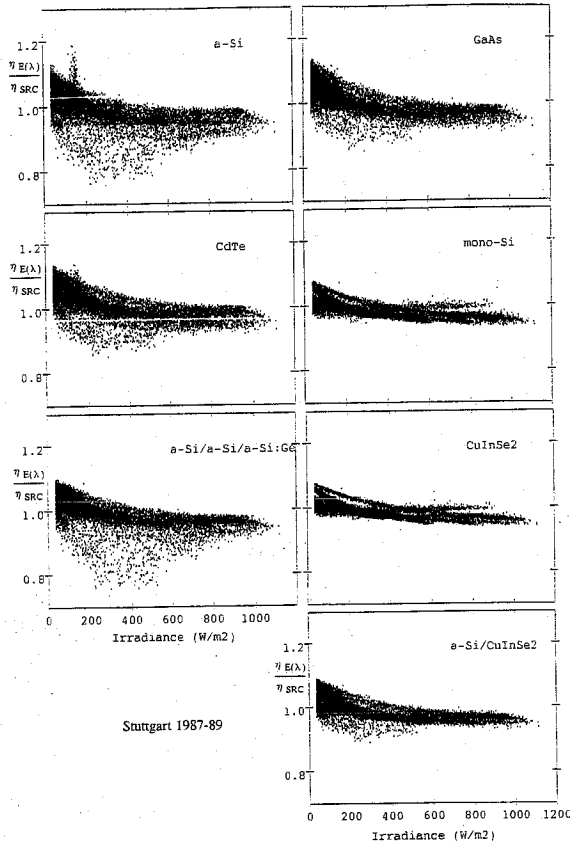 a-Si
1.2
η E(λ)
η SRC
1.0
0.8
GaAs
CdTe
1.2
η E(λ)
η SRC
1.0
0.8
mono-Si
a-Si/a-Si/a-Si:Ge
1.2
η E(λ)
η SRC
1.0
0.8
0 200 400 600 800 1000
Irradiance (W/m2)
CuInSe2
a-Si/CuInSe2
1.2
η E(λ)
η SRC
1.0
0.8
0 200 400 600 800 1000 1200
Irradiance (W/m2)
Stuttgart 1987-89